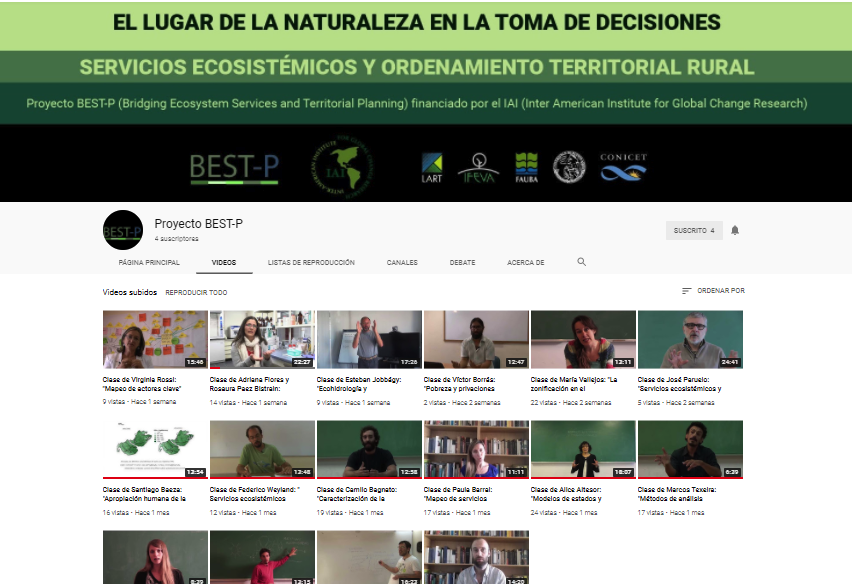 EL LUGAR DE LA NATURALEZA EN LA TOMA DE DECISIONES
SERVICIOS ECOSISTÉMICOS Y ORDENAMIENTO TERRITORIAL RURAL
Proyecto BEST-P (Bridging Ecosystem Services and Territorial Planning) financiado por el IAI (Inter American Institute for Global Change Research)
BEST-P
IAI
LART
IFEVA
FAUBA
CONICET
BEST-P
Proyecto BEST-P
4 suscriptores
SUSCRITO 4
PÁGINA PRINCIPAL VIDEOS LISTAS DE REPRODUCCIÓN CANALES DEBATE ACERCA DE
Videos subidos REPRODUCIR TODO
ORDENAR POR
15:46 22:27 17:26 12:47 13:11 24:41
Clase de Virginia Rossi:
"Mapeo de actores clave"
9 vistas • Hace 1 semana
Clase de Adriana Flores y
Rossura Paez Bistrain:
14 vistas • Hace 1 semana
Clase de Esteban Jobbágy:
"Ecohidrología y
9 vistas • Hace 1 semana
Clase de Víctor Borrás:
"Pobreza y privaciones
2 vistas • Hace 2 semanas
Clase de María Vallejos: "La
zonificación en el
22 vistas • Hace 2 semanas
Clase de José Paruelo:
"Servicios ecosistémicos y
5 vistas • Hace 2 semanas
13:54 12:48 12:58 11:11 18:07 6:39
Clase de Santiago Baeza:
"Apropiación humana de la
16 vistas • Hace 1 mes
Clase de Federico Weyland: "
Servicios ecosistémicos
12 vistas • Hace 1 mes
Clase de Camilo Bagnato:
"Caracterización de la
19 vistas • Hace 1 mes
Clase de Paula Barral:
"Mapeo de servicios
17 vistas • Hace 1 mes
Clase de Alice Altesor:
"Modelos de estados y
24 vistas • Hace 1 mes
Clase de Marcos Texeira:
"Métodos de análisis
17 vistas • Hace 1 mes